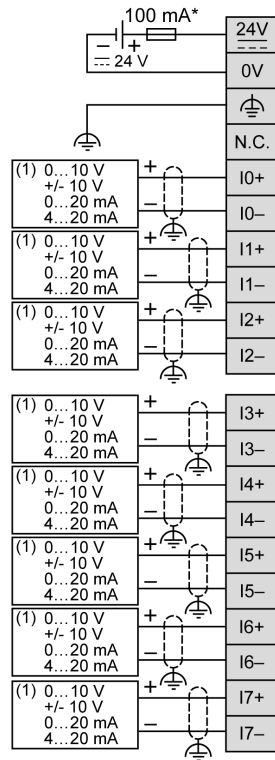 100 mA*
24V
− +
24 V
0V
N.C.
(1) 0...10 V
+/- 10 V
0...20 mA
4...20 mA
+
−
I0+
I0–
(1) 0...10 V
+/- 10 V
0...20 mA
4...20 mA
+
−
I1+
I1–
(1) 0...10 V
+/- 10 V
0...20 mA
4...20 mA
+
−
I2+
I2–
(1) 0...10 V
+/- 10 V
0...20 mA
4...20 mA
+
−
I3+
I3–
(1) 0...10 V
+/- 10 V
0...20 mA
4...20 mA
+
−
I4+
I4–
(1) 0...10 V
+/- 10 V
0...20 mA
4...20 mA
+
−
I5+
I5–
(1) 0...10 V
+/- 10 V
0...20 mA
4...20 mA
+
−
I6+
I6–
(1) 0...10 V
+/- 10 V
0...20 mA
4...20 mA
+
−
I7+
I7–